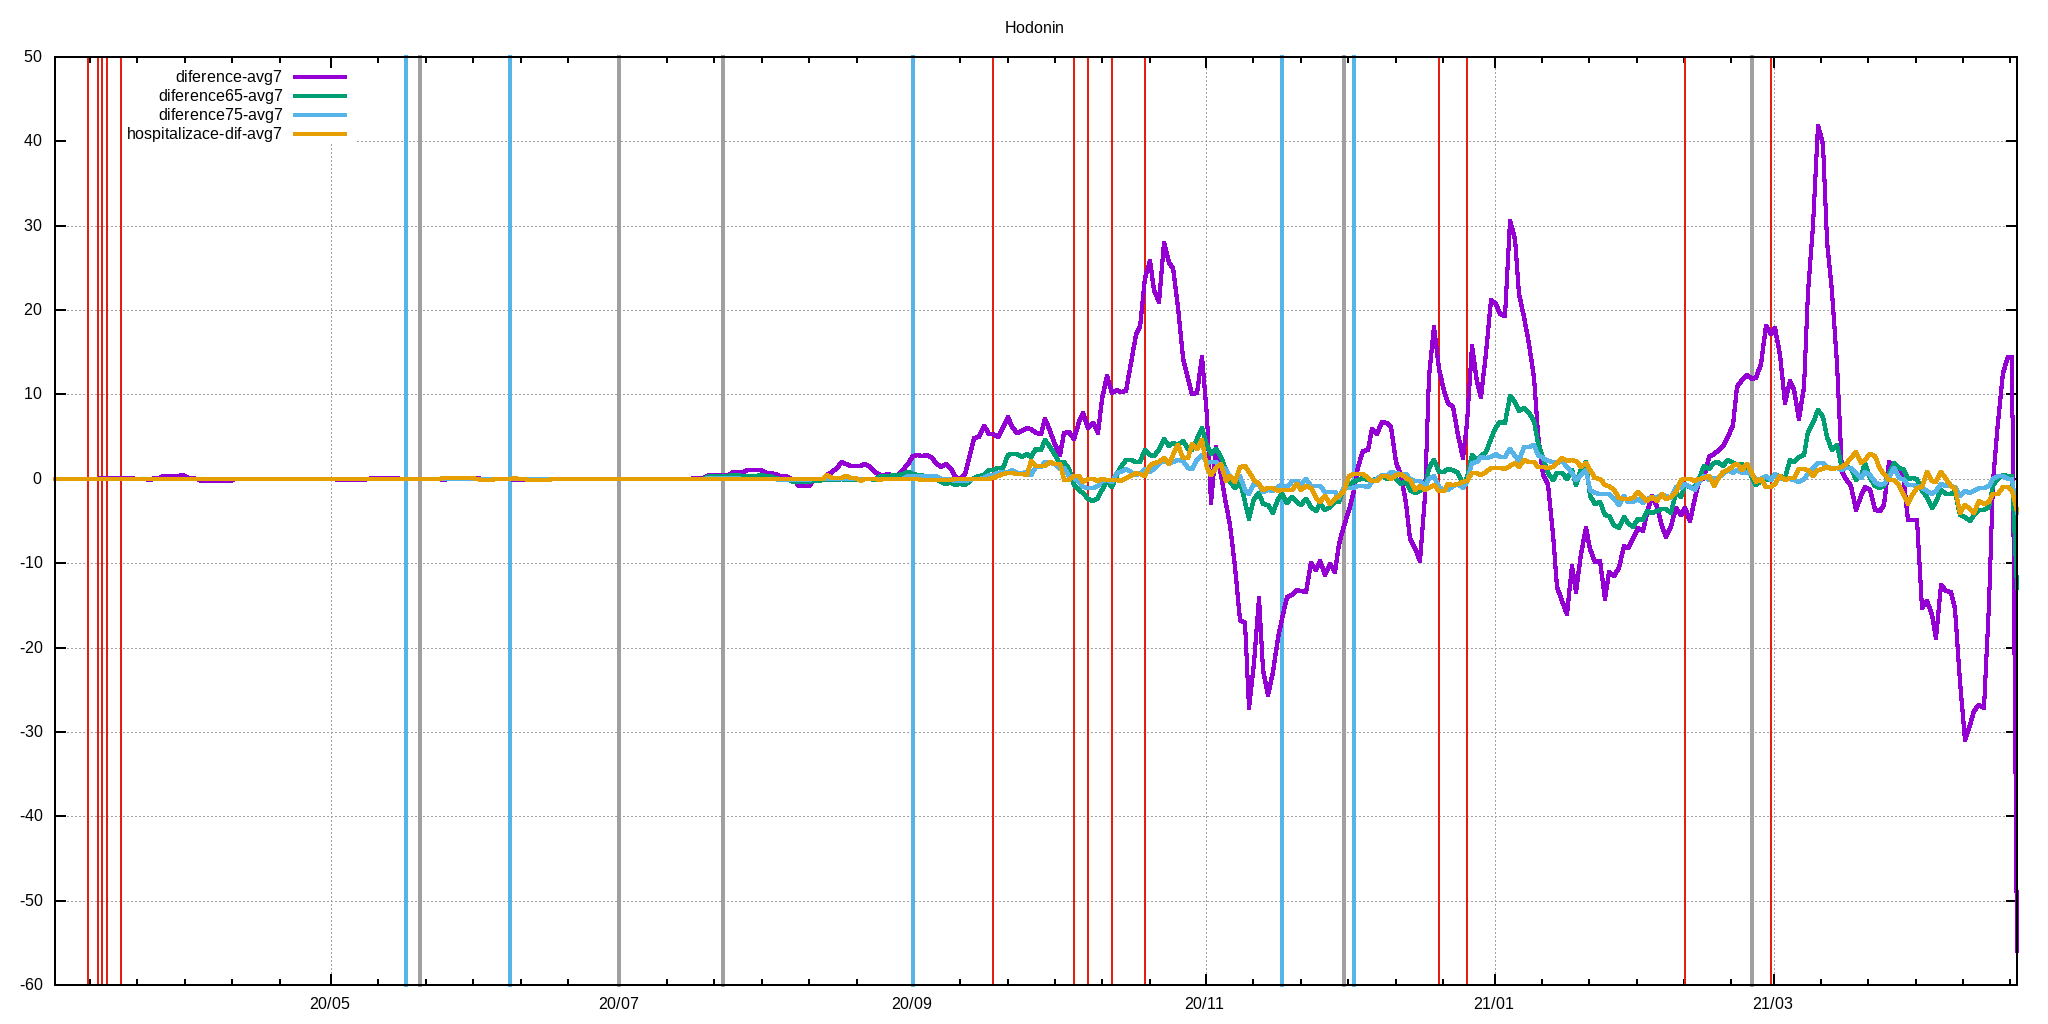 Hodonin
50
diference-avg7
diference65-avg7
diference75-avg7
hospitalizace-dif-avg7
40
30
20
10
0
-10
-20
-30
-40
-50
-60
20/05 20/07 20/09 20/11 21/01 21/03